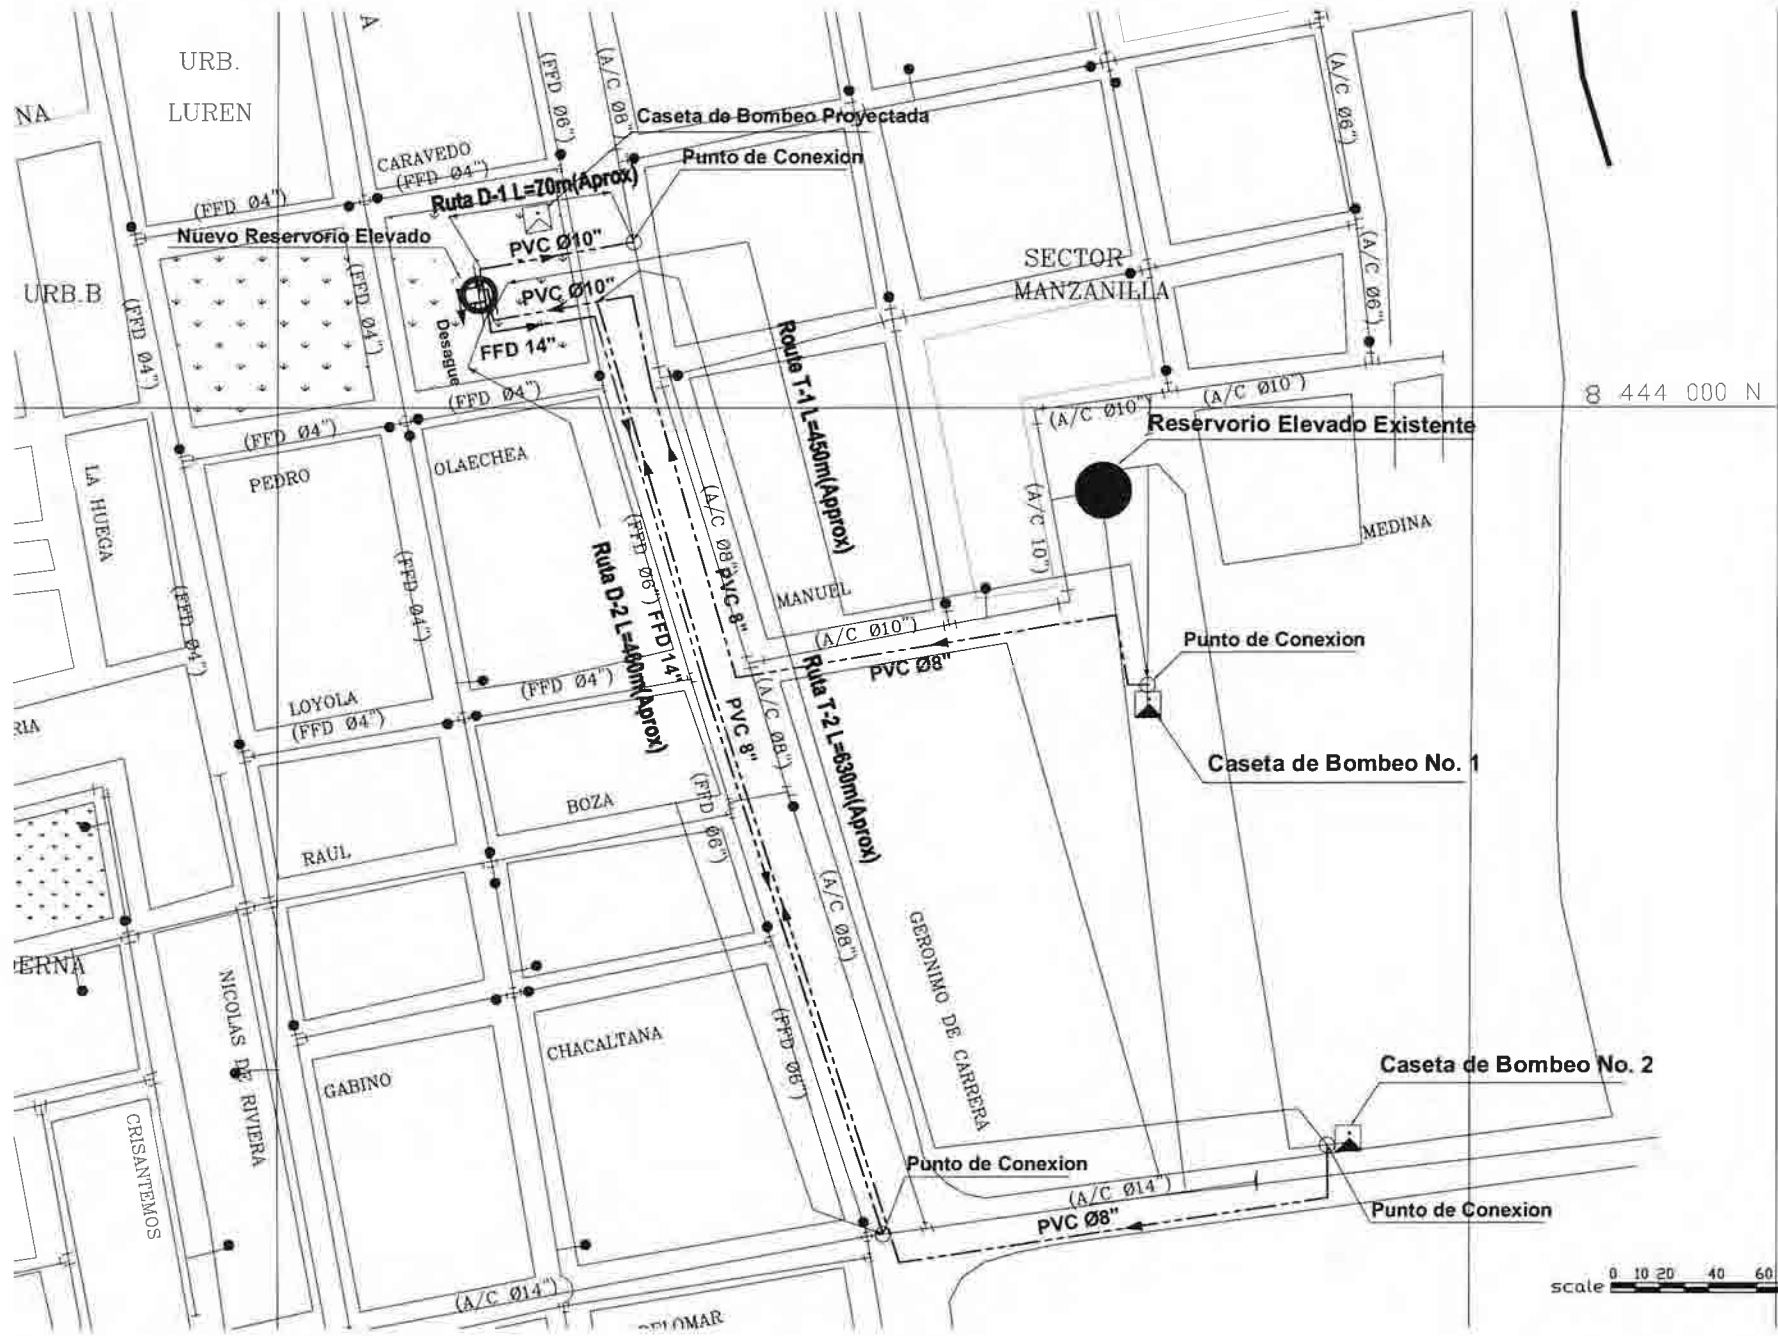 URB.
LUREN
NA
A
(FFD Ø6")
(A/C Ø8")
(A/C Ø6")
Caseta de Bombeo Proyectada
Punto de Conexion
CARAVEDO
(FFD Ø4")
(FFD Ø4")
Ruta D-1 L=70m(Aprox)
Nuevo Reservorio Elevado
PVC Ø10"
PVC Ø10"
FFD 14"
Desague
URB.B
(FFD Ø4")
(FFD Ø4")
SECTOR
MANZANILLA
(A/C Ø6")
(A/C Ø6")
8 444 000 N
Route T-1 L=450m(Approx)
(A/C Ø10")
(A/C Ø10")
Reservorio Elevado Existente
(FFD Ø4")
(FFD Ø4")
PEDRO
OLAECHEA
LA HUEGA
(A/C 10")
MEDINA
(FFD Ø4")
(FFD Ø4")
(FFD Ø6")
(A/C Ø8")
PVC 8"
Ruta D-2 L=460m(Aprox)
FFD 14"
MANUEL
(A/C Ø10")
PVC Ø8"
Punto de Conexion
Caseta de Bombeo No. 1
LOYOLA
(FFD Ø4")
(FFD Ø4")
RIA
PVC 8"
(A/C Ø8")
Ruta T-2 L=630m(Aprox)
BOZA
RAUL
(FFD Ø6")
(A/C Ø8")
ERNA
NICOLAS DE RIVIERA
GERONIMO DE CARRERA
CHACALTANA
GABINO
(FFD Ø6")
CRISANTEMOS
Caseta de Bombeo No. 2
Punto de Conexion
(A/C Ø14")
PVC Ø8"
Punto de Conexion
(A/C Ø14")
DELOMAR
scale 0 10 20 40 60